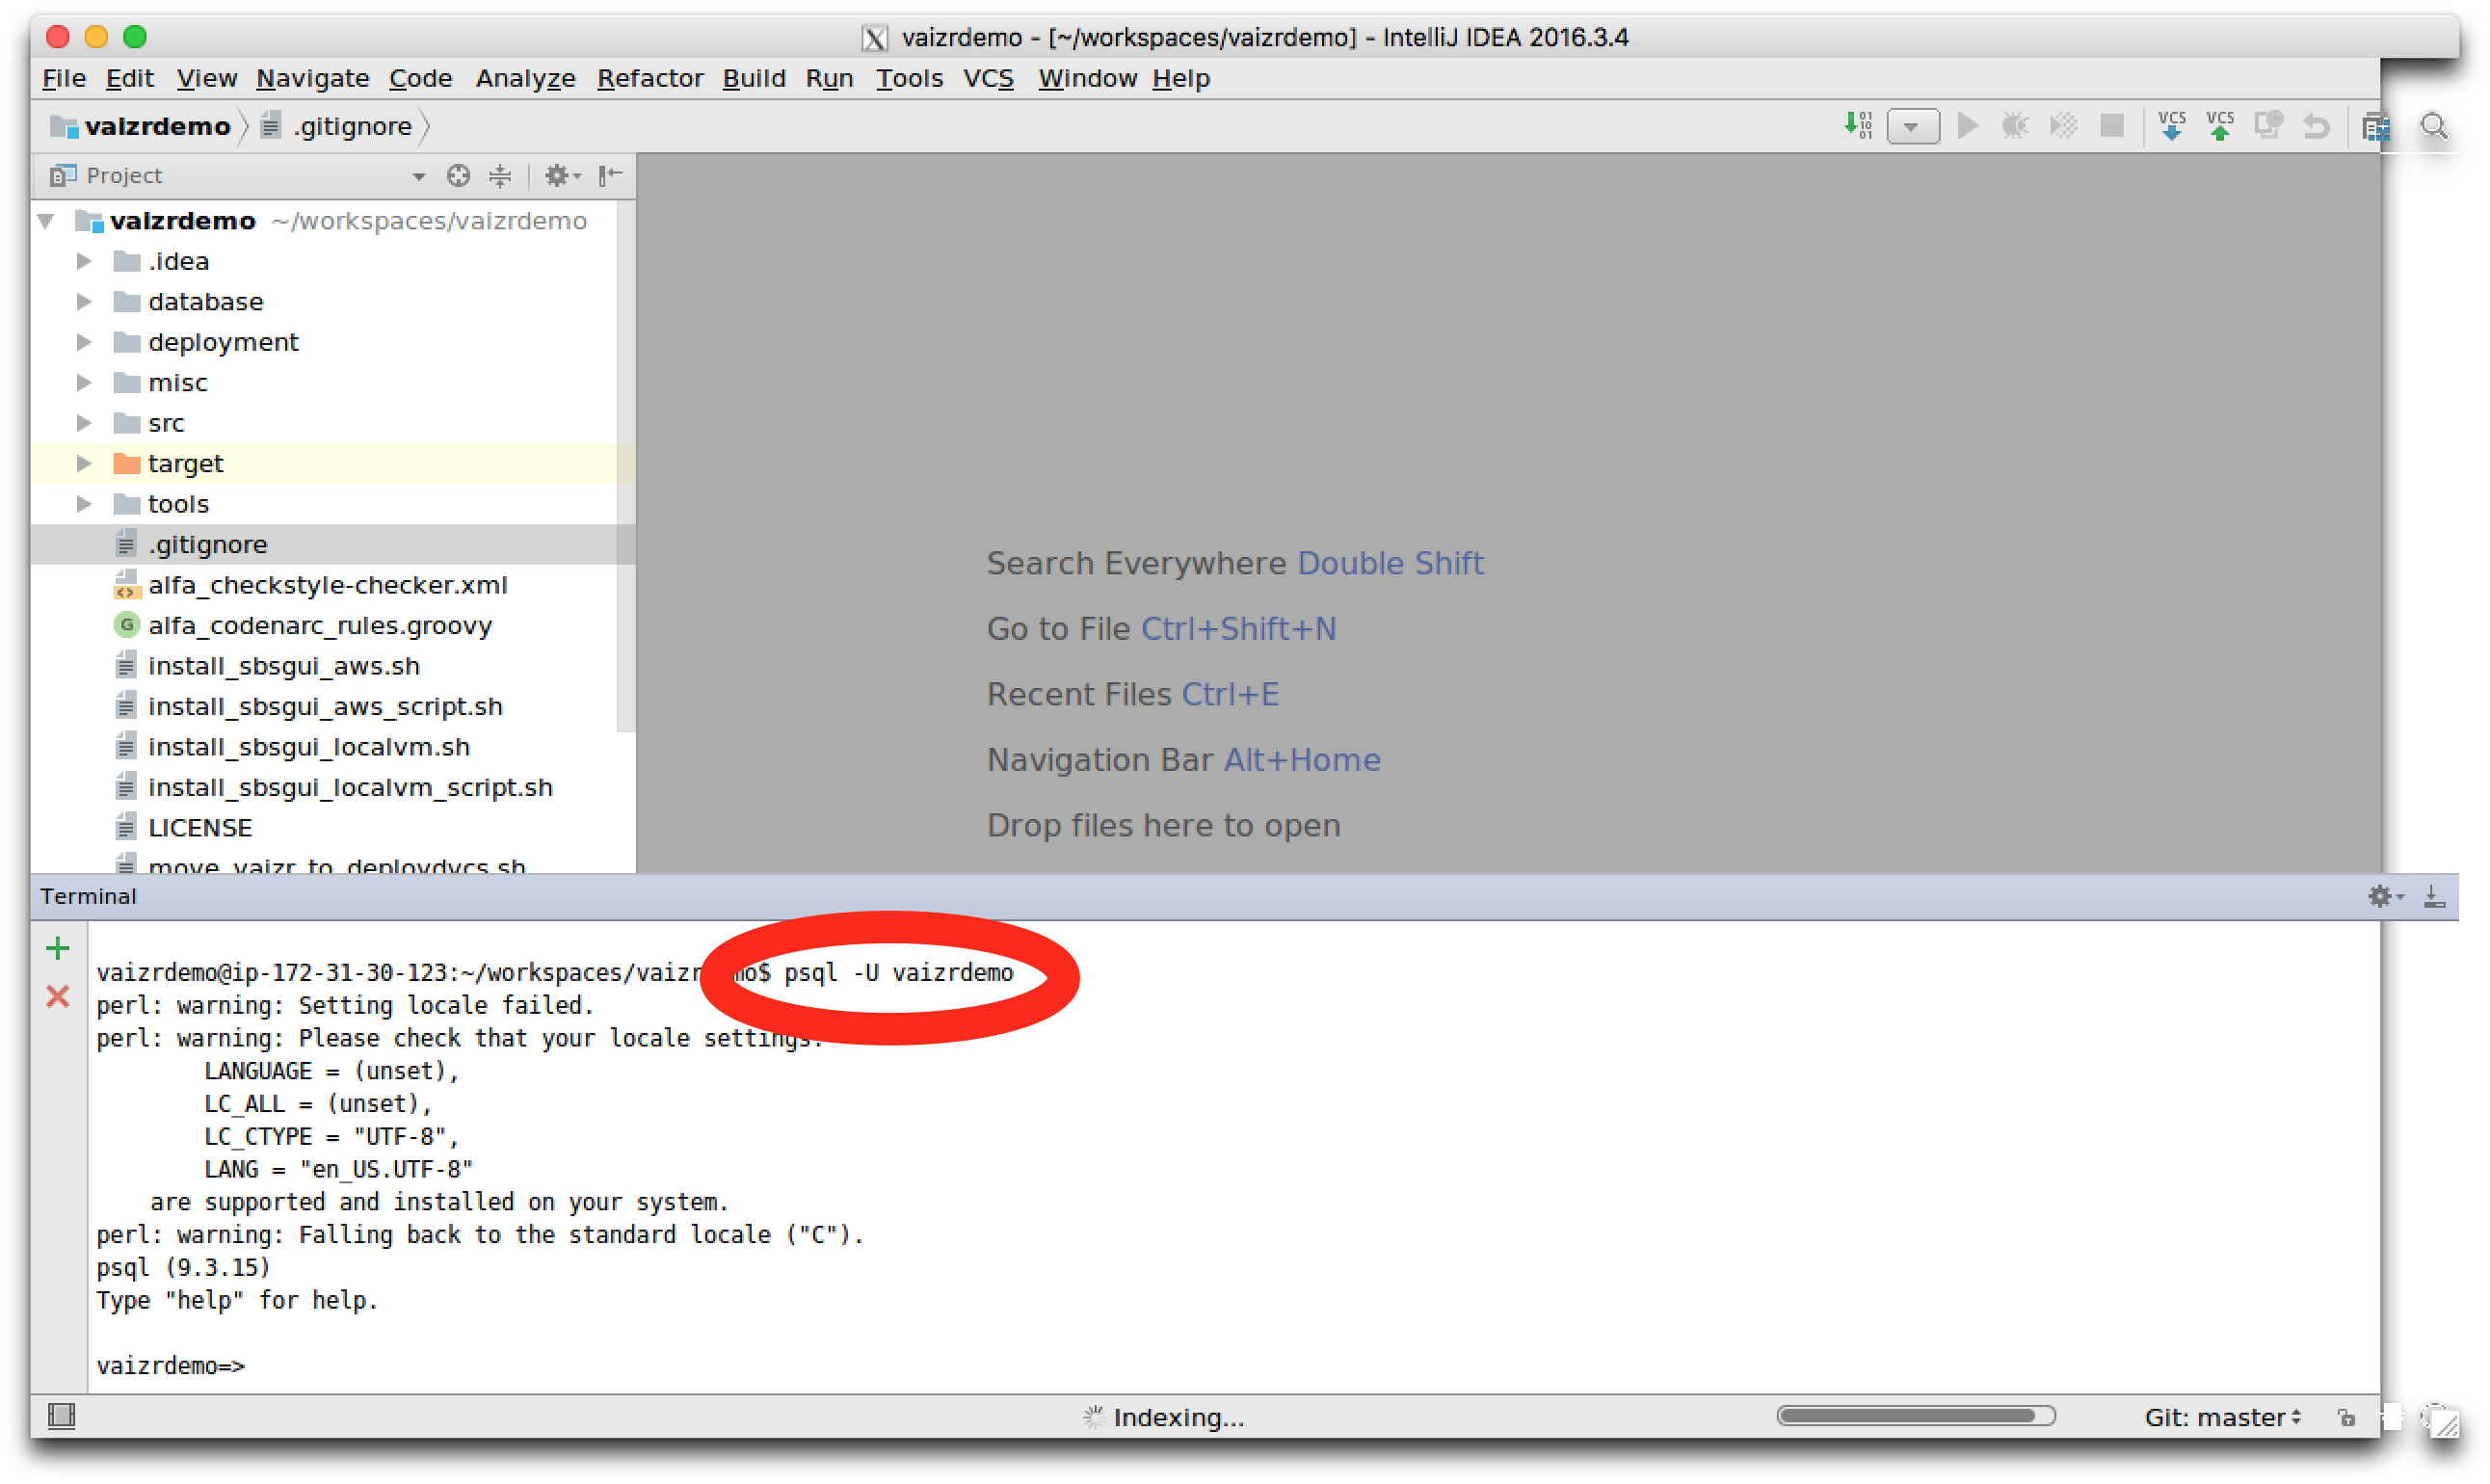 vaizrdemo - [~/workspaces/vaizrdemo] - IntelliJ IDEA 2016.3.4
File Edit View Navigate Code Analyze Refactor Build Run Tools VCS Window Help
vaizrdemo .gitignore
VCS VCS
Project
vaizrdemo ~/workspaces/vaizrdemo
.idea
database
deployment
misc
src
target
tools
.gitignore
alfa_checkstyle-checker.xml
alfa_codenarc_rules.groovy
install_sbsgui_aws.sh
install_sbsgui_aws_script.sh
install_sbsgui_localvm.sh
install_sbsgui_localvm_script.sh
LICENSE
move_vaizr_to_deploydvcs.sh
Search Everywhere Double Shift
Go to File Ctrl+Shift+N
Recent Files Ctrl+E
Navigation Bar Alt+Home
Drop files here to open
Terminal
vaizrdemo@ip-172-31-30-123:~/workspaces/vaizrdemo$ psql -U vaizrdemo
perl: warning: Setting locale failed.
perl: warning: Please check that your locale settings:
LANGUAGE = (unset),
LC_ALL = (unset),
LC_CTYPE = "UTF-8",
LANG = "en_US.UTF-8"
are supported and installed on your system.
perl: warning: Falling back to the standard locale ("C").
psql (9.3.15)
Type "help" for help.
vaizrdemo=>
Indexing...
Git: master